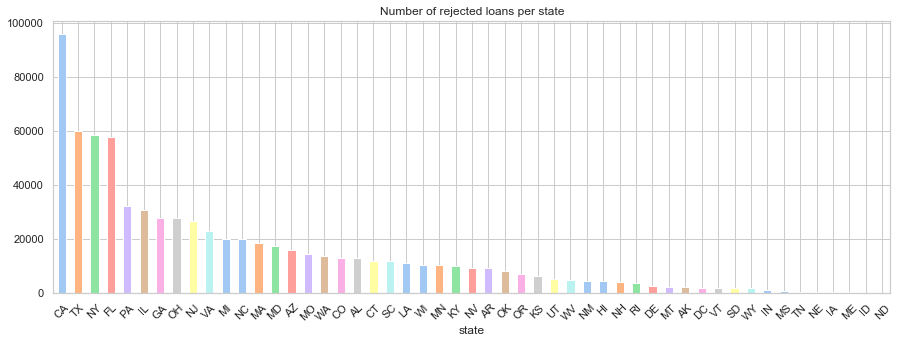 Number of rejected loans per state
100000
80000
60000
40000
20000
0
CA TX NY FL PA IL GA OH NJ VA MI NC MA MD AZ MO WA CO AL CT SC LA WI MN KY NV AR OK OR KS UT WV NM HI NH RI DE MT AK DC VT SD WY IN MS TN NE IA ME ID ND
state